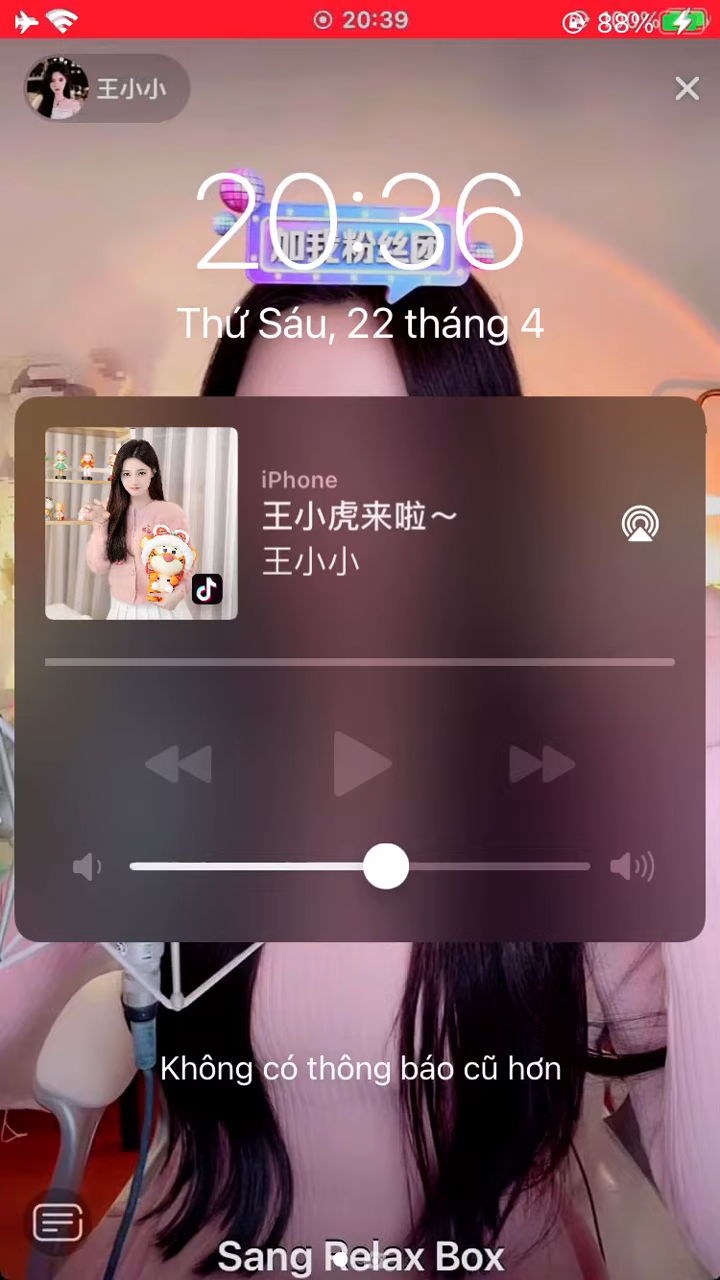 20:39
88%
王小小
20:36
加我粉丝团
Thứ Sáu, 22 tháng 4
iPhone
王小虎来啦～
王小小
Không có thông báo cũ hơn
Sang Relax Box